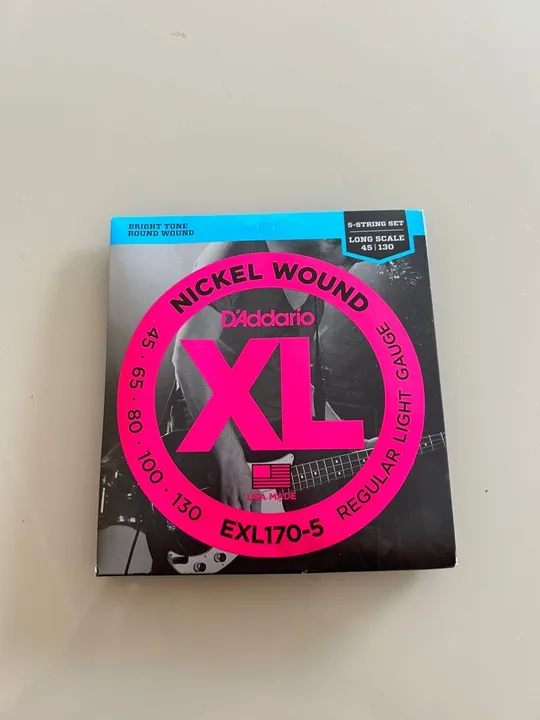 BRIGHT TONE
ROUND WOUND
5-STRING SET
LONG SCALE
45 | 130
NICKEL WOUND
D'Addario
XL
45 · 65 · 80 · 100 · 130
REGULAR LIGHT GAUGE
USA MADE
EXL170-5